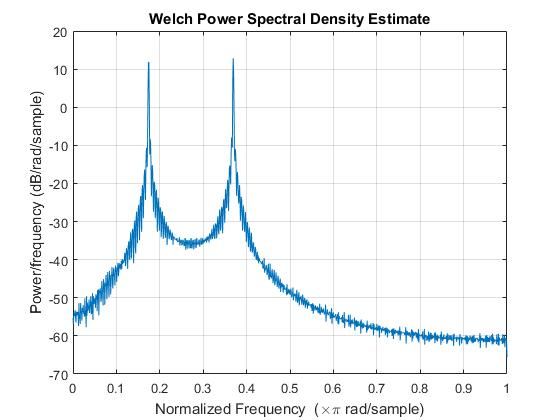 Welch Power Spectral Density Estimate
Power/frequency (dB/rad/sample)
20
10
0
-10
-20
-30
-40
-50
-60
-70
0 0.1 0.2 0.3 0.4 0.5 0.6 0.7 0.8 0.9 1
Normalized Frequency (×π rad/sample)